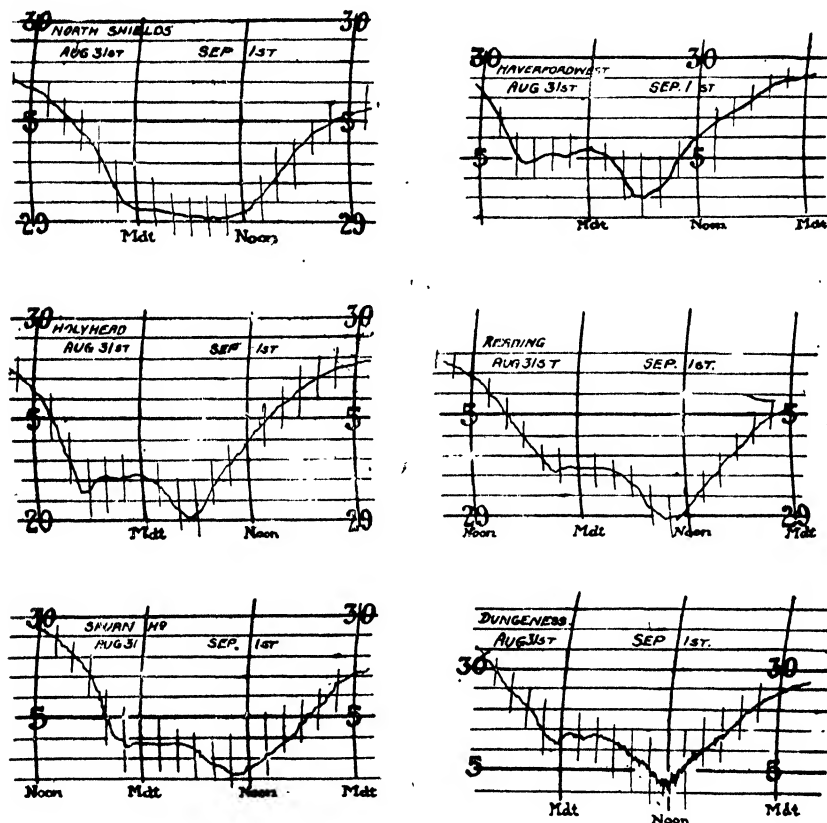 30 30
NORTH SHIELDS
AUG 31ST SEP 1ST
5 5
29 29
Mdt Noon
30 30
HAVERFORDWEST
AUG 31ST SEP. 1ST
5 5
Mdt Noon Mdt
30 30
HOLYHEAD
AUG 31ST SEP 1ST
5 5
29 29
Mdt Noon
READING
AUG 31ST SEP. 1ST.
5 5
29 29
Noon Mdt Noon Mdt
30 30
SPURN HD
AUG 31 SEP. 1ST
5 5
Noon Mdt Noon Mdt
DUNGENESS.
AUG 31ST SEP 1ST.
30 30
5 5
Mdt Noon Mdt